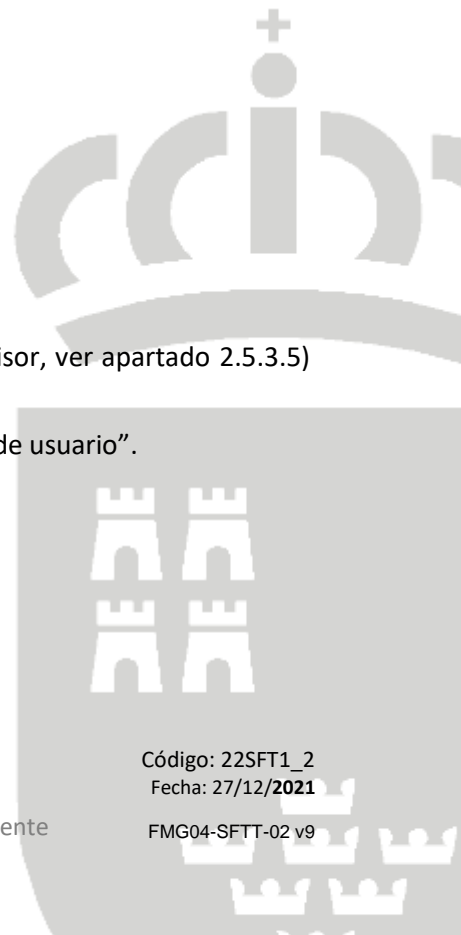 isor, ver apartado 2.5.3.5)
de usuario”.
Código: 22SFT1_2
Fecha: 27/12/2021
ente
FMG04-SFTT-02 v9